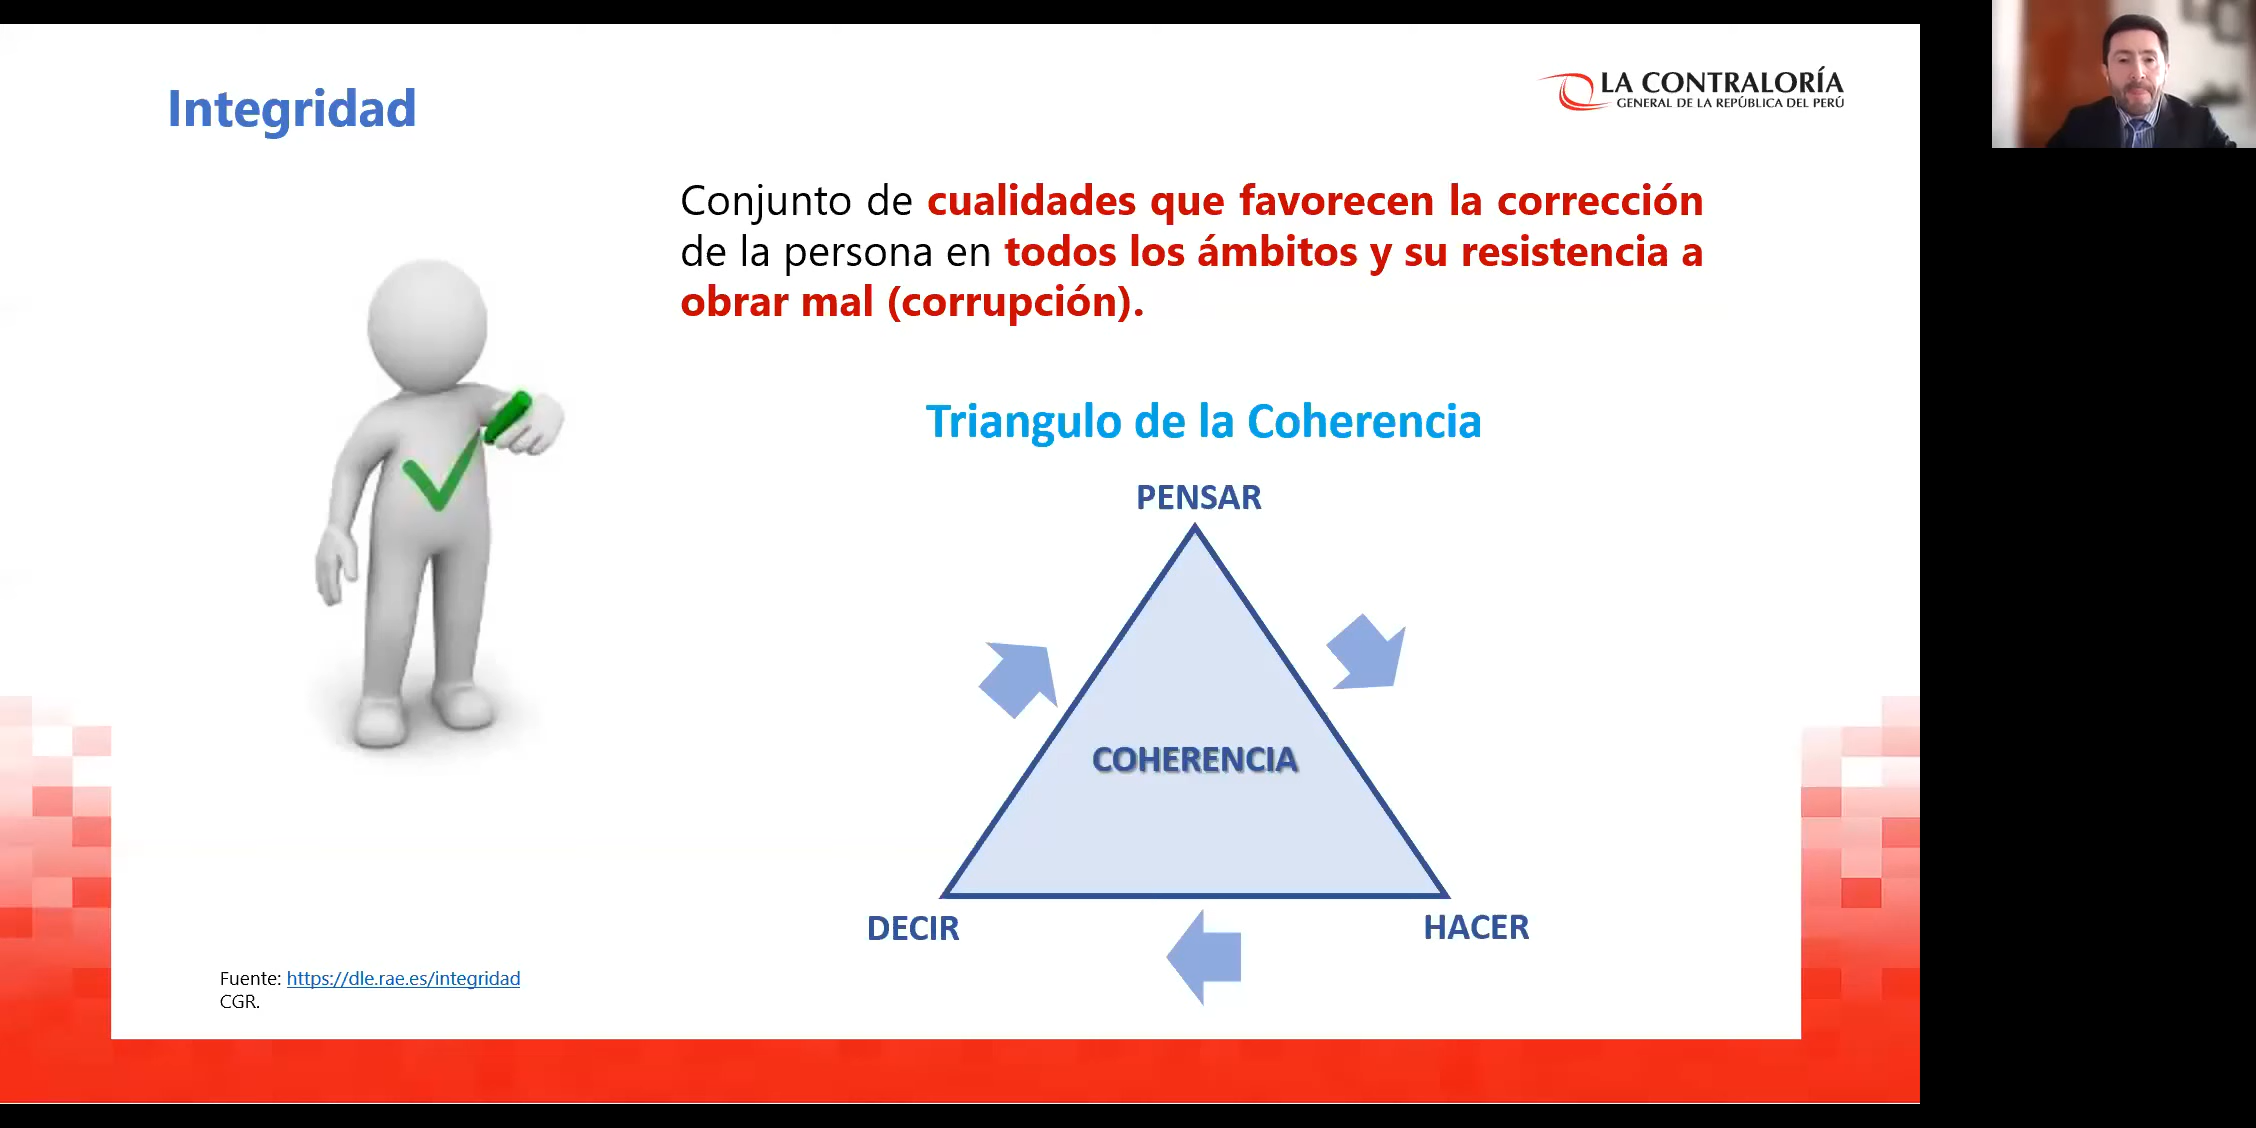 Integridad
LA CONTRALORÍA
GENERAL DE LA REPÚBLICA DEL PERÚ
Conjunto de cualidades que favorecen la corrección
de la persona en todos los ámbitos y su resistencia a
obrar mal (corrupción).
Triangulo de la Coherencia
PENSAR
COHERENCIA
DECIR
HACER
Fuente: https://dle.rae.es/integridad
CGR.